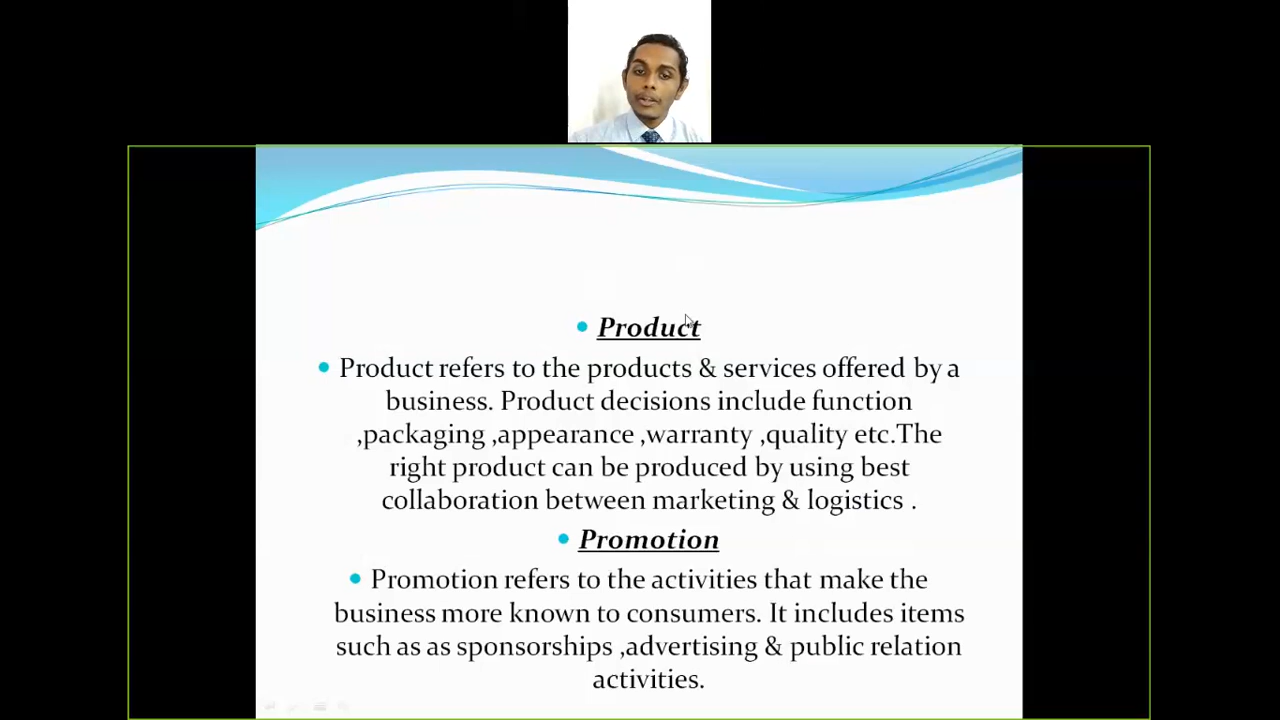 Product
Product refers to the products & services offered by a
business. Product decisions include function
,packaging ,appearance ,warranty ,quality etc.The
right product can be produced by using best
collaboration between marketing & logistics .
Promotion
Promotion refers to the activities that make the
business more known to consumers. It includes items
such as as sponsorships ,advertising & public relation
activities.